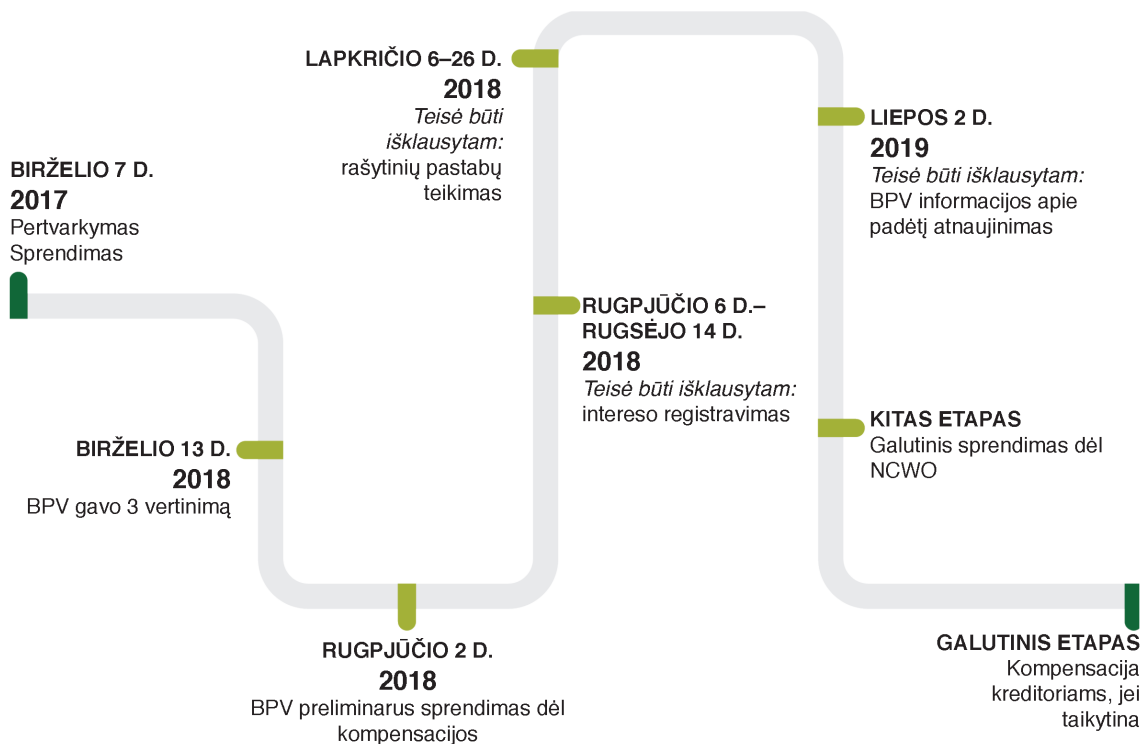 BIRŽELIO 7 D.
2017
Pertvarkymas
Sprendimas
BIRŽELIO 13 D.
2018
BPV gavo 3 vertinimą
RUGPJŪČIO 2 D.
2018
BPV preliminarus sprendimas dėl
kompensacijos
RUGPJŪČIO 6 D.–
RUGSĖJO 14 D.
2018
Teisė būti išklausytam:
intereso registravimas
LAPKRIČIO 6–26 D.
2018
Teisė būti
išklausytam:
rašytinių pastabų
teikimas
LIEPOS 2 D.
2019
Teisė būti išklausytam:
BPV informacijos apie
padėtį atnaujinimas
KITAS ETAPAS
Galutinis sprendimas dėl
NCWO
GALUTINIS ETAPAS
Kompensacija
kreditoriams, jei
taikytina